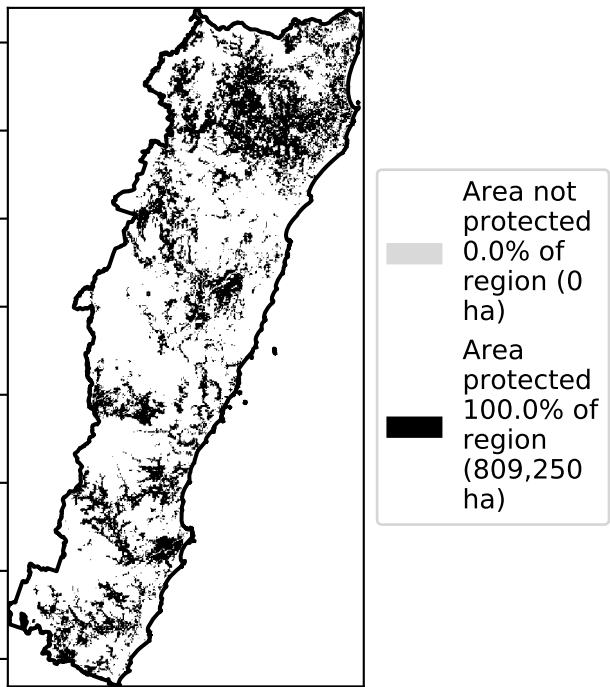 Area not
protected
0.0% of
region (0
ha)
Area
protected
100.0% of
region
(809,250
ha)